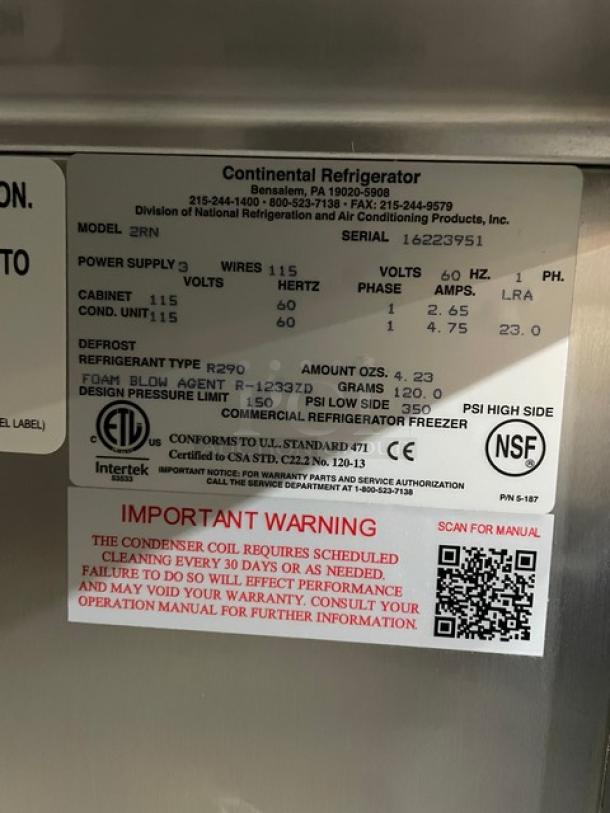 ON.
TO
EL LABEL)
Continental Refrigerator
Bensalem, PA 19020-5908
215-244-1400 • 800-523-7138 • FAX: 215-244-9579
Division of National Refrigeration and Air Conditioning Products, Inc.
MODEL 2RN SERIAL 16223951
POWER SUPPLY 3 WIRES 115 VOLTS 60 HZ. 1 PH.
VOLTS HERTZ PHASE AMPS. LRA
CABINET 115 60 1 2.65
COND. UNIT 115 60 1 4.75 23.0
DEFROST
REFRIGERANT TYPE R290 AMOUNT OZS. 4.23
FOAM BLOW AGENT R-1233ZD GRAMS 120.0
DESIGN PRESSURE LIMIT 150 PSI LOW SIDE 350 PSI HIGH SIDE
COMMERCIAL REFRIGERATOR FREEZER
C ETL US
Intertek
53533
CONFORMS TO U.L. STANDARD 471 CE
Certified to CSA STD. C22.2 No. 120-13
IMPORTANT NOTICE: FOR WARRANTY PARTS AND SERVICE AUTHORIZATION
CALL THE SERVICE DEPARTMENT AT 1-800-523-7138
NSF®
P/N 5-187
IMPORTANT WARNING
THE CONDENSER COIL REQUIRES SCHEDULED
CLEANING EVERY 30 DAYS OR AS NEEDED.
FAILURE TO DO SO WILL EFFECT PERFORMANCE
AND MAY VOID YOUR WARRANTY. CONSULT YOUR
OPERATION MANUAL FOR FURTHER INFORMATION.
SCAN FOR MANUAL